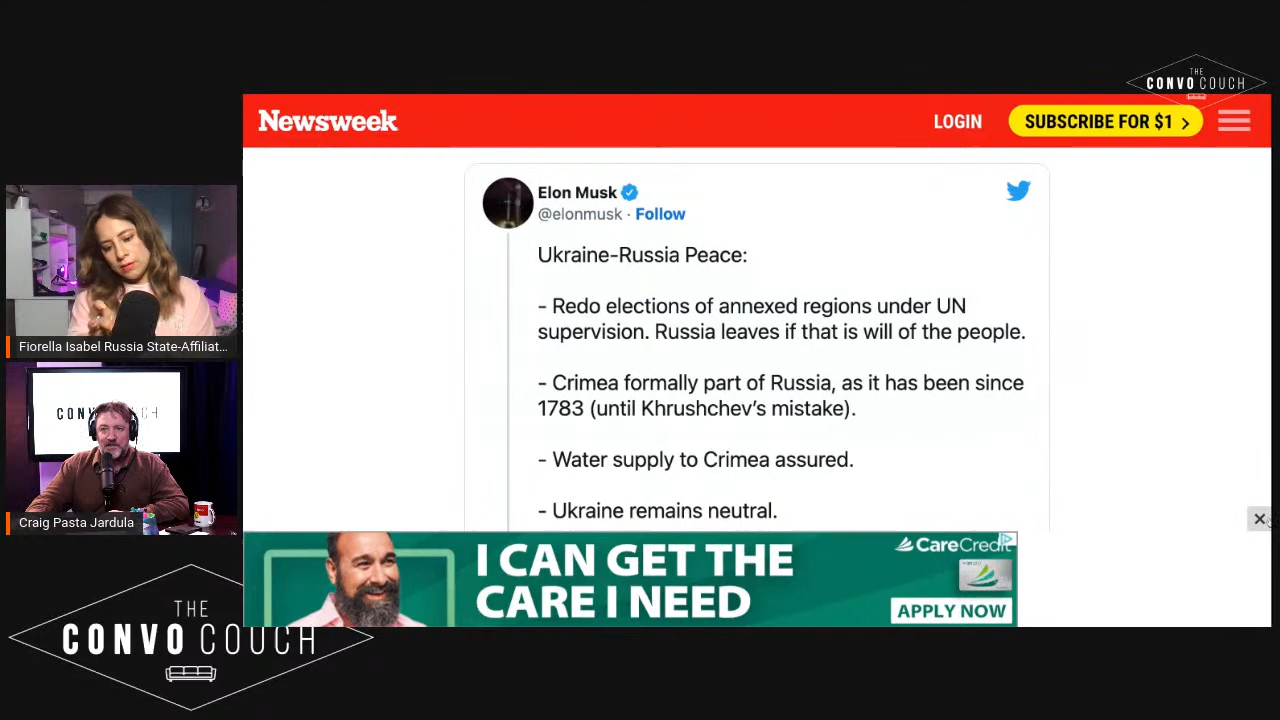 THE
CONVO COUCH
Newsweek
LOGIN
SUBSCRIBE FOR $1
Elon Musk
@elonmusk · Follow
Ukraine-Russia Peace:
- Redo elections of annexed regions under UN
supervision. Russia leaves if that is will of the people.
- Crimea formally part of Russia, as it has been since
1783 (until Khrushchev's mistake).
- Water supply to Crimea assured.
- Ukraine remains neutral.
Fiorella Isabel Russia State-Affiliat...
CONV CH
Craig Pasta Jardula
I CAN GET THE
CARE I NEED
CareCredit
APPLY NOW
THE
CONVO COUCH